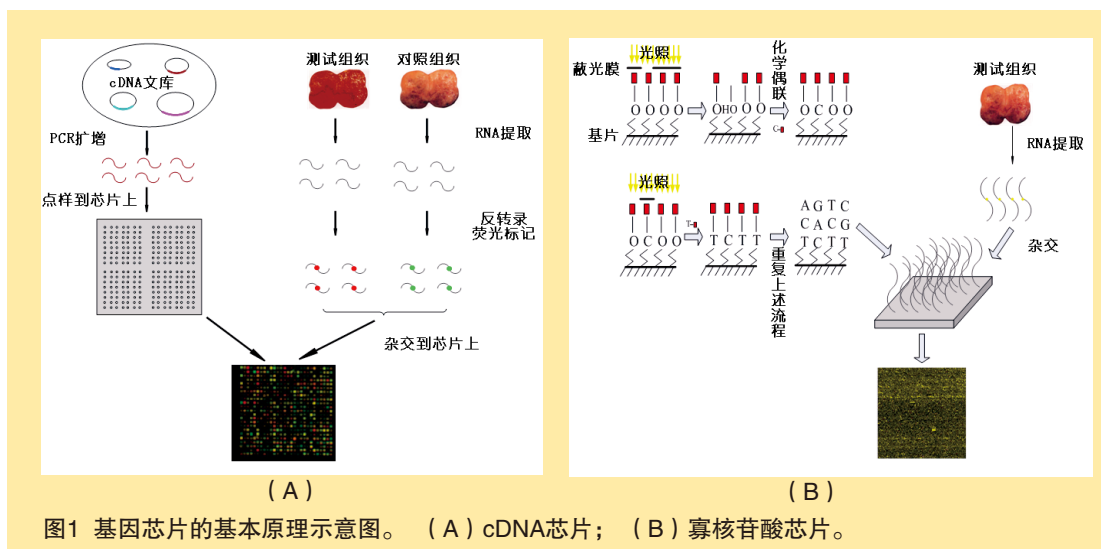 cDNA文库
PCR扩增
点样到芯片上
测试组织
对照组织
RNA提取
反转录
荧光标记
杂交到芯片上
(A)
光照
蔽光膜
O O O O
基片
O HO O O
化学偶联
C
O C O O
光照
O C O O
T
T C T T
重复上述流程
A G T C
C A C G
T C T T
测试组织
RNA提取
杂交
(B)
图1 基因芯片的基本原理示意图。 (A)cDNA芯片; (B)寡核苷酸芯片。